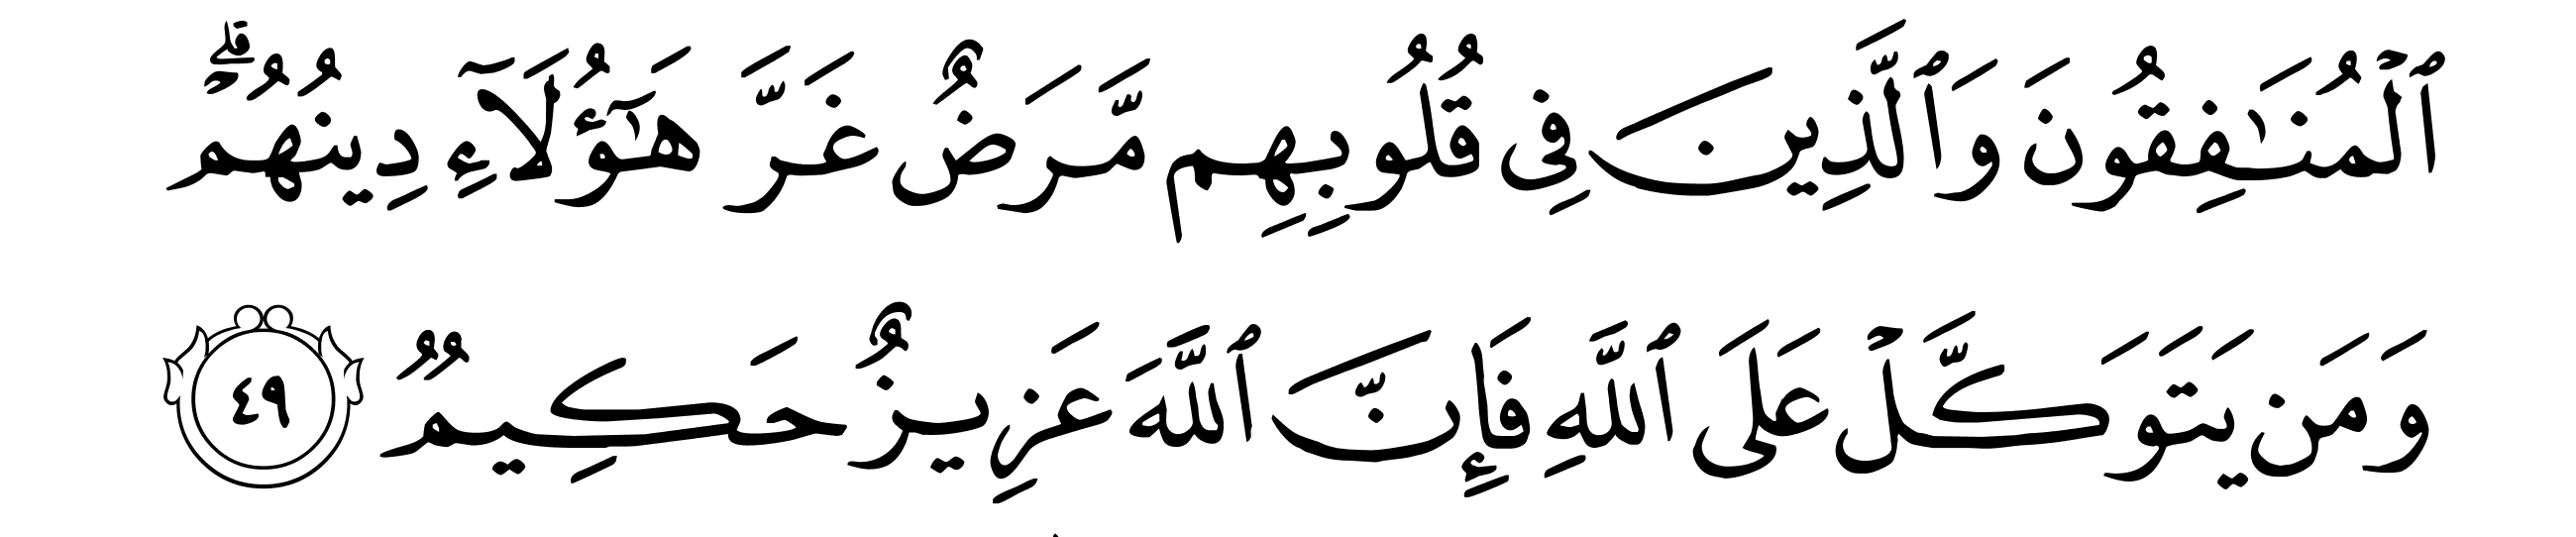 ٱلۡمُنَٰفِقُونَ وَٱلَّذِينَ فِي قُلُوبِهِم مَّرَضٌ غَرَّ هَٰٓؤُلَآءِ دِينُهُمۡۗ
وَمَن يَتَوَكَّلۡ عَلَى ٱللَّهِ فَإِنَّ ٱللَّهَ عَزِيزٌ حَكِيمٞ ٤٩